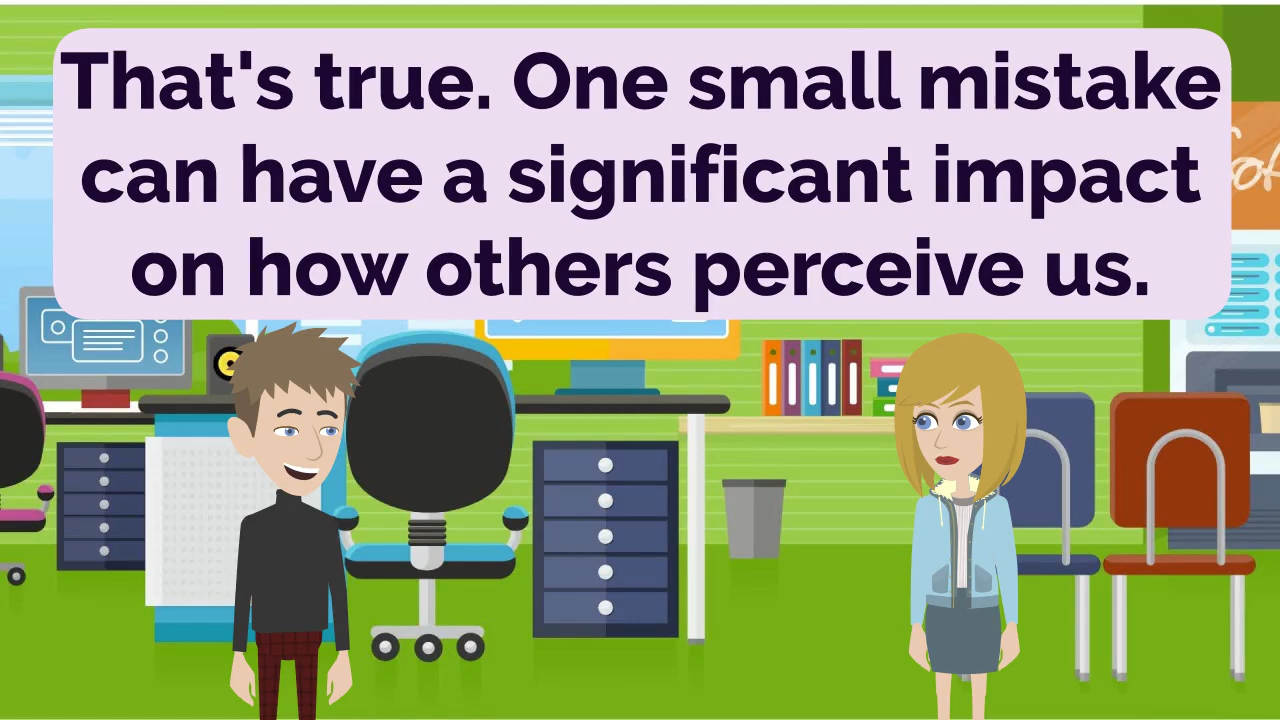 That's true. One small mistake
can have a significant impact
on how others perceive us.